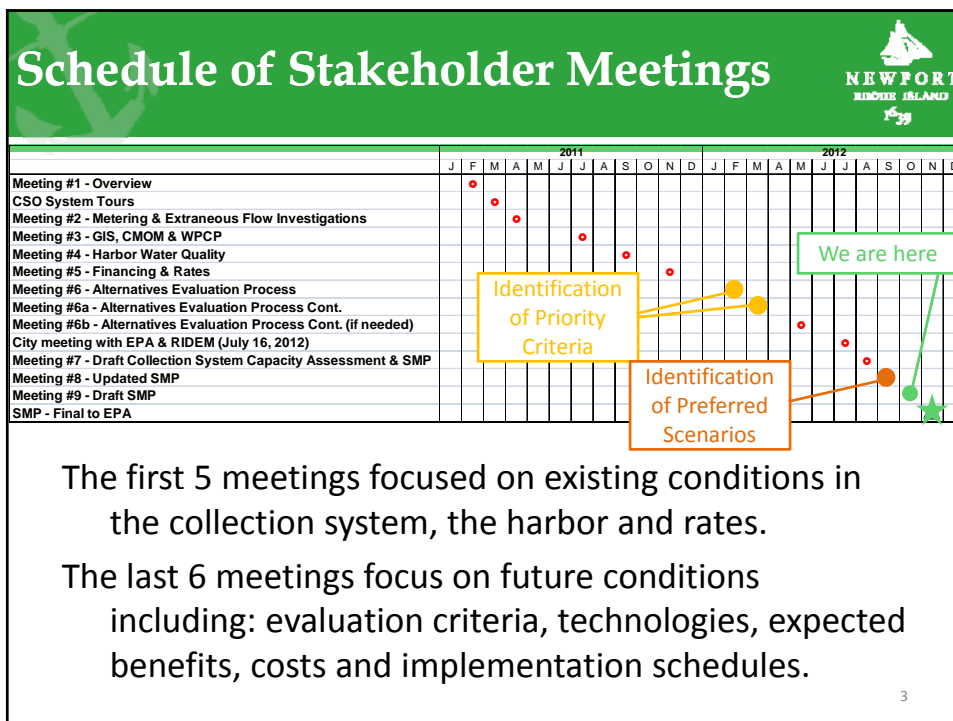 Schedule of Stakeholder Meetings
NEWPORT
RHODE ISLAND
1639
2011 2012
J F M A M J J A S O N D J F M A M J J A S O N D
Meeting #1 - Overview
CSO System Tours
Meeting #2 - Metering & Extraneous Flow Investigations
Meeting #3 - GIS, CMOM & WPCP
Meeting #4 - Harbor Water Quality
Meeting #5 - Financing & Rates
Meeting #6 - Alternatives Evaluation Process
Meeting #6a - Alternatives Evaluation Process Cont.
Meeting #6b - Alternatives Evaluation Process Cont. (if needed)
City meeting with EPA & RIDEM (July 16, 2012)
Meeting #7 - Draft Collection System Capacity Assessment & SMP
Meeting #8 - Updated SMP
Meeting #9 - Draft SMP
SMP - Final to EPA
We are here
Identification
of Priority
Criteria
Identification
of Preferred
Scenarios
The first 5 meetings focused on existing conditions in
the collection system, the harbor and rates.
The last 6 meetings focus on future conditions
including: evaluation criteria, technologies, expected
benefits, costs and implementation schedules.
3